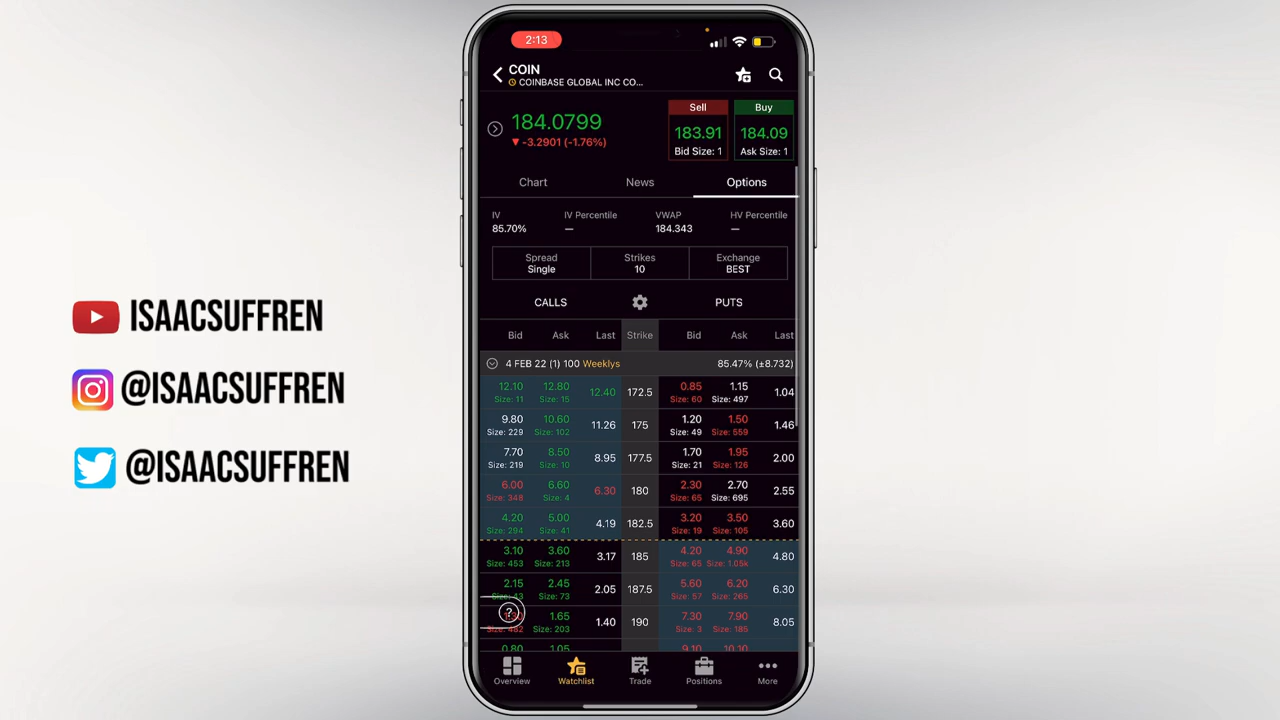 ISAACSUFFREN
@ISAACSUFFREN
@ISAACSUFFREN
2:13
COIN
COINBASE GLOBAL INC CO...
184.0799
-3.2901 (-1.76%)
Sell
183.91
Bid Size: 1
Buy
184.09
Ask Size: 1
Chart News Options
IV IV Percentile VWAP HV Percentile
85.70% — 184.343 —
Spread Strikes Exchange
Single 10 BEST
CALLS PUTS
Bid Ask Last Strike Bid Ask Last
4 FEB 22 (1) 100 Weeklys 85.47% (±8.732)
12.10 12.80 12.40 172.5 0.85 1.15 1.04
Size: 11 Size: 15 Size: 60 Size: 497
9.80 10.60 11.26 175 1.20 1.50 1.46
Size: 229 Size: 102 Size: 49 Size: 559
7.70 8.50 8.95 177.5 1.70 1.95 2.00
Size: 219 Size: 10 Size: 21 Size: 126
6.00 6.60 6.30 180 2.30 2.70 2.55
Size: 348 Size: 4 Size: 65 Size: 695
4.20 5.00 4.19 182.5 3.20 3.50 3.60
Size: 294 Size: 41 Size: 19 Size: 105
3.10 3.60 3.17 185 4.20 4.90 4.80
Size: 453 Size: 213 Size: 65 Size: 1.05k
2.15 2.45 2.05 187.5 5.60 6.20 6.30
Size: 73 Size: 57 Size: 265
1.65 1.40 190 7.30 7.90 8.05
Size: 203 Size: 3 Size: 185
0.80 1.05 9.10 10.10
?
Overview Watchlist Trade Positions More